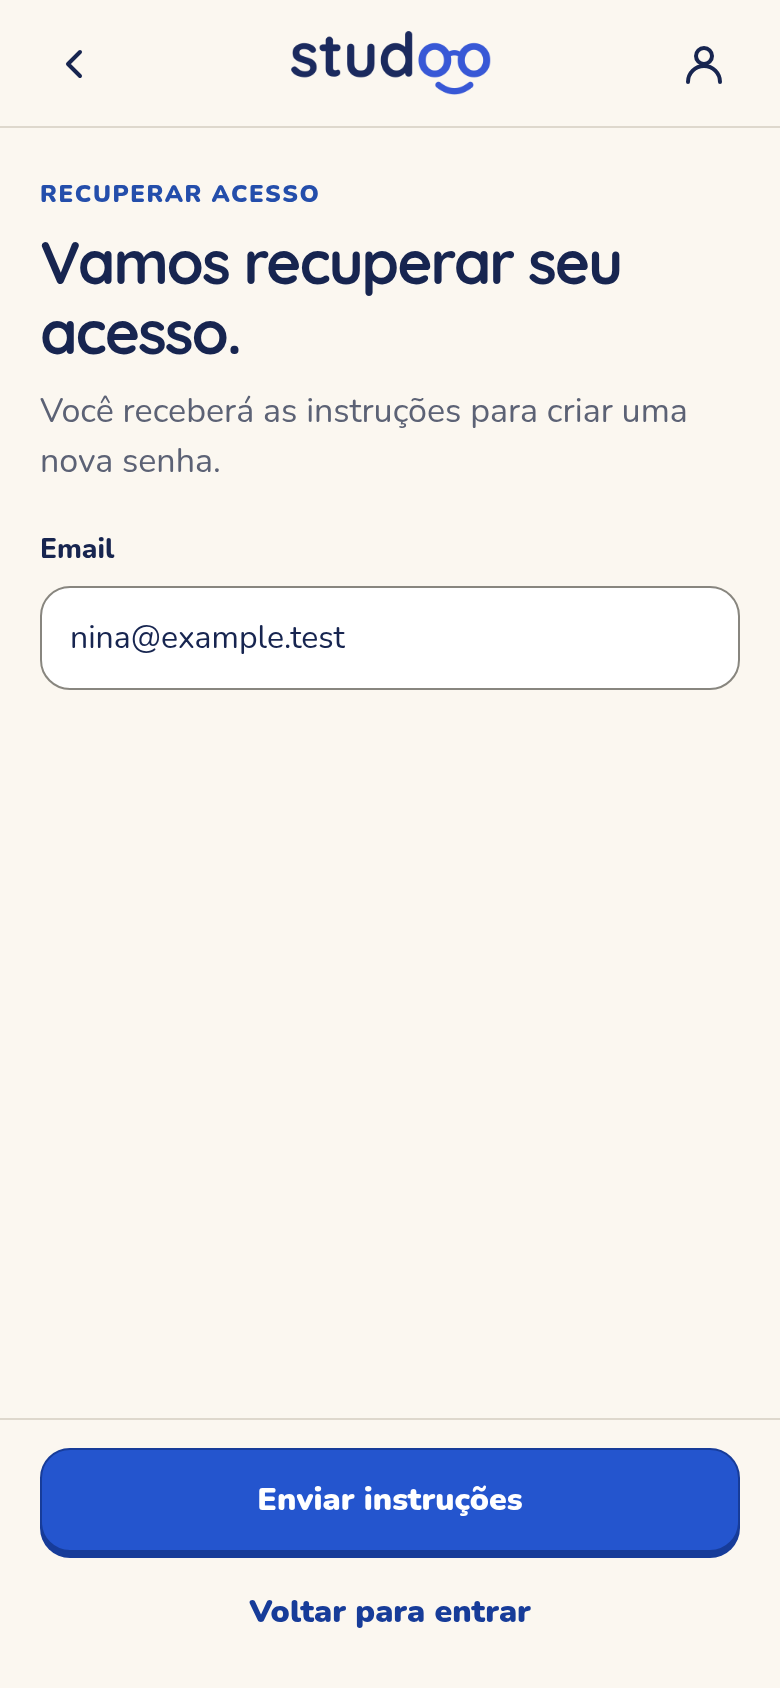 studoo
RECUPERAR ACESSO
Vamos recuperar seu
acesso.
Você receberá as instruções para criar uma
nova senha.
Email
nina@example.test
Enviar instruções
Voltar para entrar